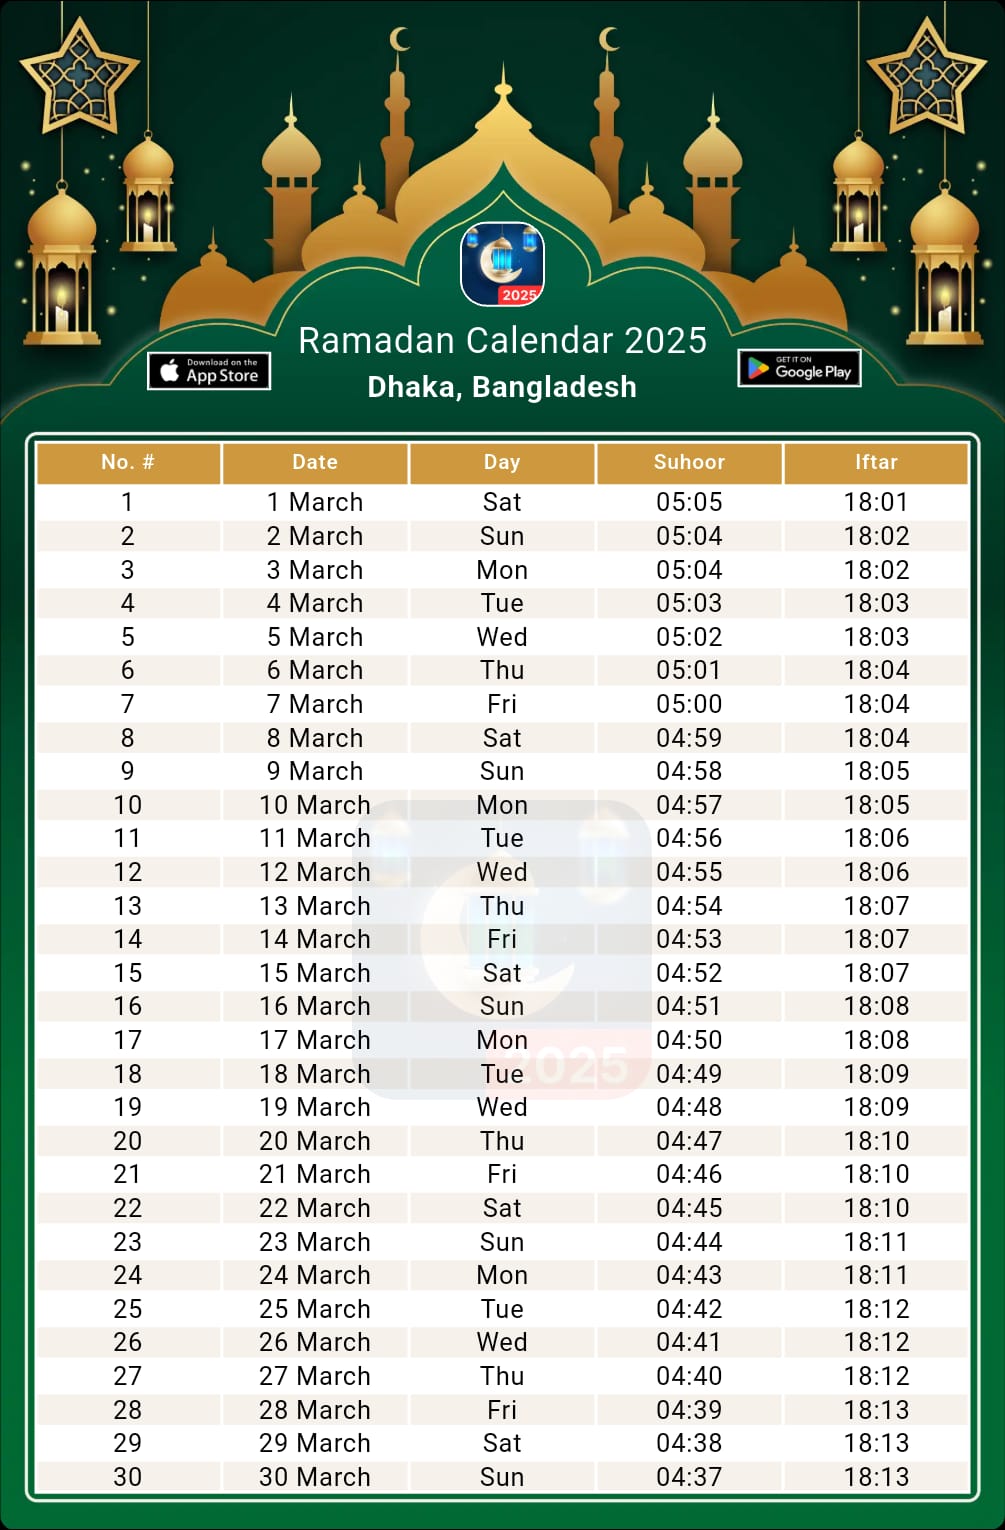 2025
Ramadan Calendar 2025
Download on the
App Store
GET IT ON
Google Play
Dhaka, Bangladesh
No. # Date Day Suhoor Iftar
1 1 March Sat 05:05 18:01
2 2 March Sun 05:04 18:02
3 3 March Mon 05:04 18:02
4 4 March Tue 05:03 18:03
5 5 March Wed 05:02 18:03
6 6 March Thu 05:01 18:04
7 7 March Fri 05:00 18:04
8 8 March Sat 04:59 18:04
9 9 March Sun 04:58 18:05
10 10 March Mon 04:57 18:05
11 11 March Tue 04:56 18:06
12 12 March Wed 04:55 18:06
13 13 March Thu 04:54 18:07
14 14 March Fri 04:53 18:07
15 15 March Sat 04:52 18:07
16 16 March Sun 04:51 18:08
17 17 March Mon 04:50 18:08
18 18 March Tue 04:49 18:09
2025
19 19 March Wed 04:48 18:09
20 20 March Thu 04:47 18:10
21 21 March Fri 04:46 18:10
22 22 March Sat 04:45 18:10
23 23 March Sun 04:44 18:11
24 24 March Mon 04:43 18:11
25 25 March Tue 04:42 18:12
26 26 March Wed 04:41 18:12
27 27 March Thu 04:40 18:12
28 28 March Fri 04:39 18:13
29 29 March Sat 04:38 18:13
30 30 March Sun 04:37 18:13